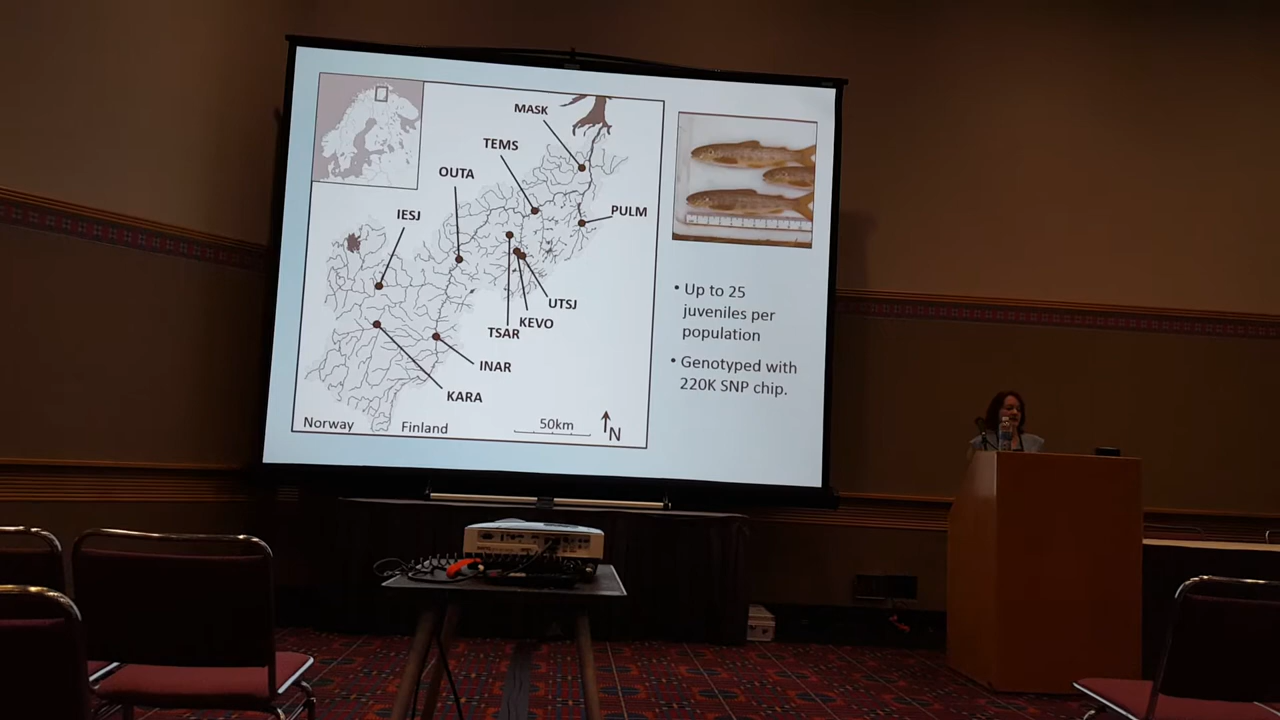 MASK
TEMS
OUTA
PULM
IESJ
UTSJ
KEVO
TSAR
INAR
KARA
Norway
Finland
50km
N
• Up to 25
juveniles per
population
• Genotyped with
220K SNP chip.